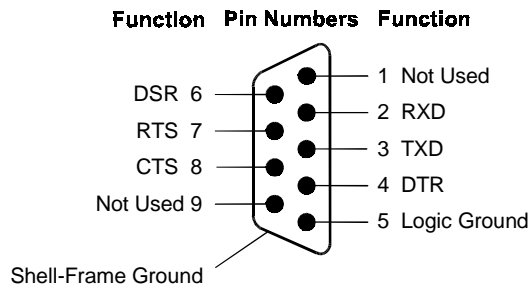 Function Pin Numbers Function
1 Not Used
DSR 6
2 RXD
RTS 7
3 TXD
CTS 8
4 DTR
Not Used 9
5 Logic Ground
Shell-Frame Ground